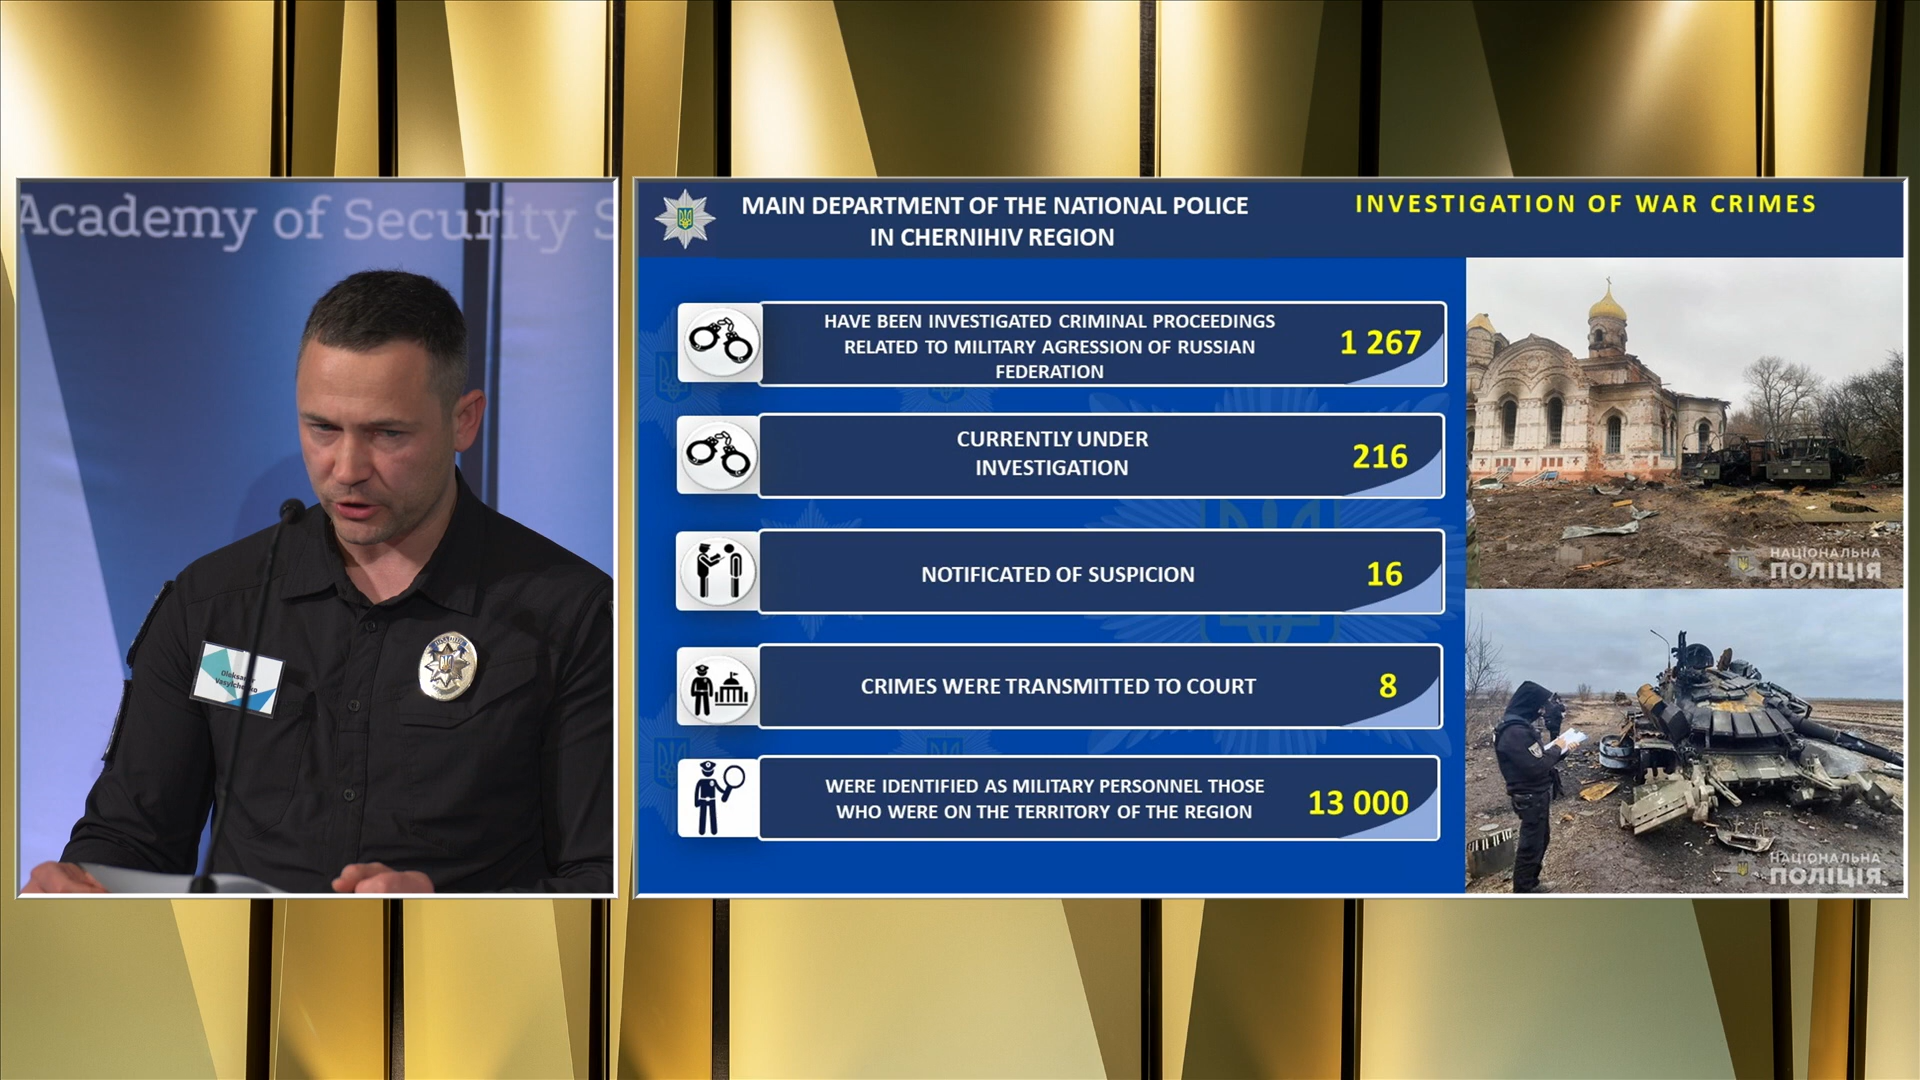 Academy of Security S
Oleksandr
Vasylchenko
MAIN DEPARTMENT OF THE NATIONAL POLICE
IN CHERNIHIV REGION
INVESTIGATION OF WAR CRIMES
HAVE BEEN INVESTIGATED CRIMINAL PROCEEDINGS
RELATED TO MILITARY AGRESSION OF RUSSIAN
FEDERATION
1 267
CURRENTLY UNDER
INVESTIGATION
216
NOTIFICATED OF SUSPICION
16
CRIMES WERE TRANSMITTED TO COURT
8
WERE IDENTIFIED AS MILITARY PERSONNEL THOSE
WHO WERE ON THE TERRITORY OF THE REGION
13 000
НАЦІОНАЛЬНА
ПОЛІЦІЯ
НАЦІОНАЛЬНА
ПОЛІЦІЯ